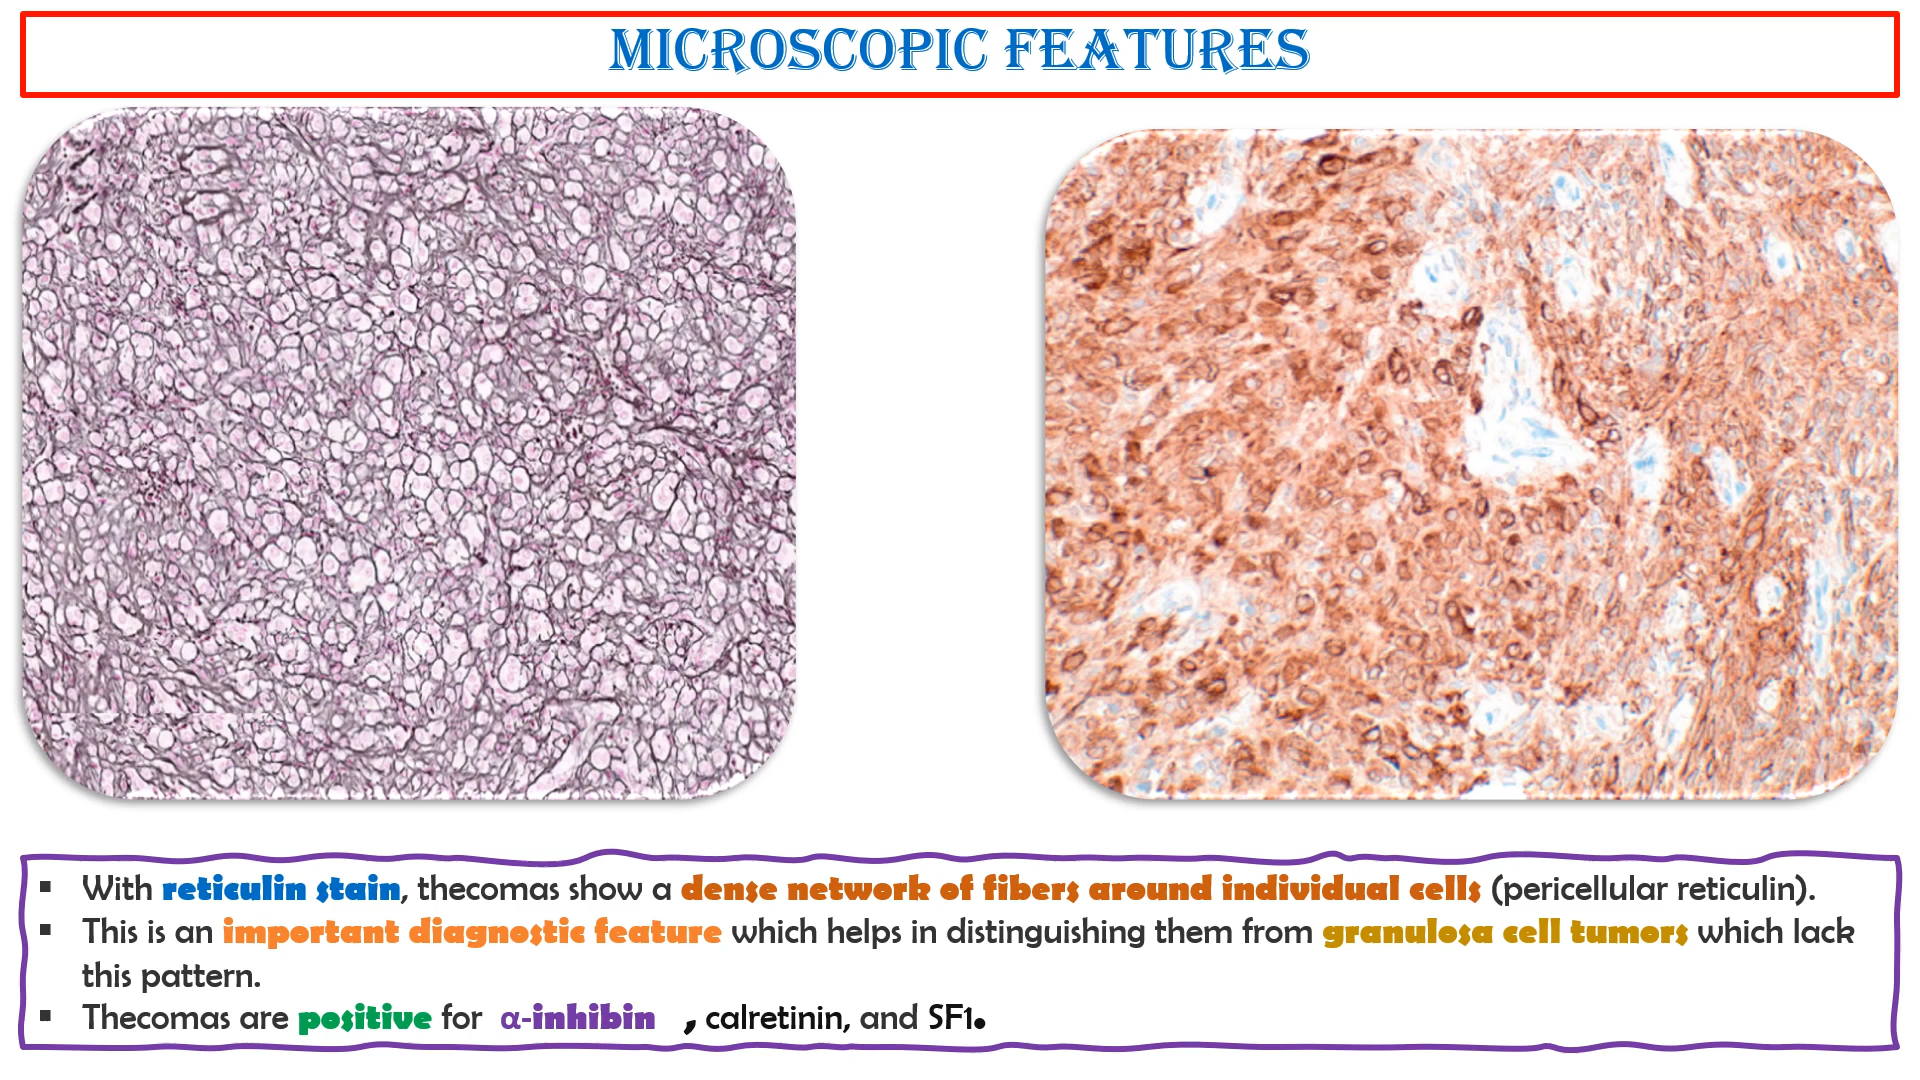 MICROSCOPIC FEATURES
▪ With reticulin stain, thecomas show a dense network of fibers around individual cells (pericellular reticulin).
▪ This is an important diagnostic feature which helps in distinguishing them from granulosa cell tumors which lack
this pattern.
▪ Thecomas are positive for α-inhibin , calretinin, and SF1.